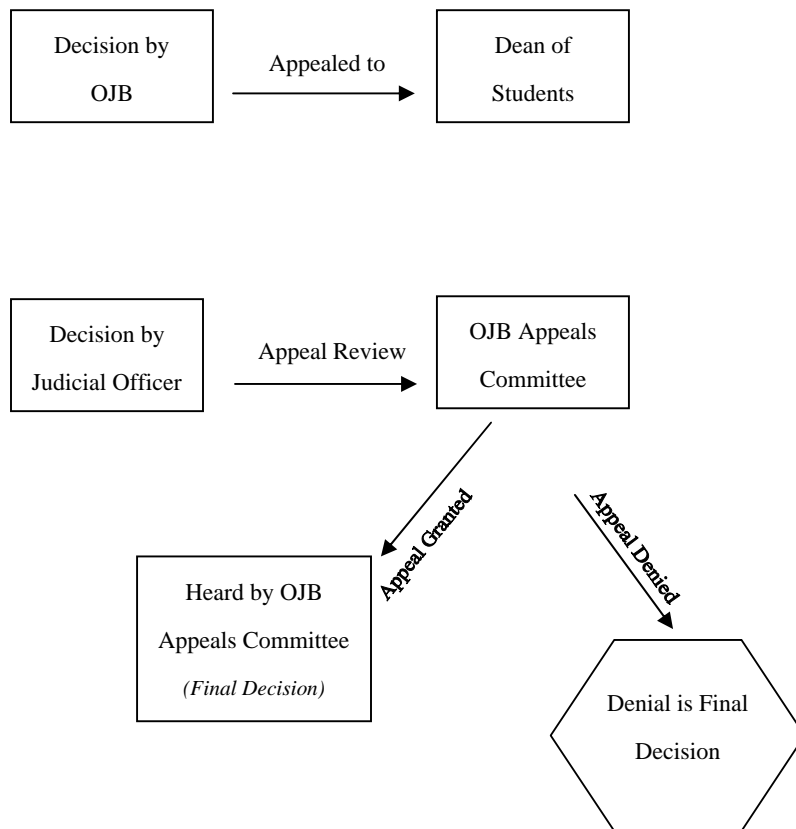 Decision by
OJB
Appealed to
Dean of
Students
Decision by
Judicial Officer
Appeal Review
OJB Appeals
Committee
Appeal Granted
Appeal Denied
Heard by OJB
Appeals Committee
(Final Decision)
Denial is Final
Decision